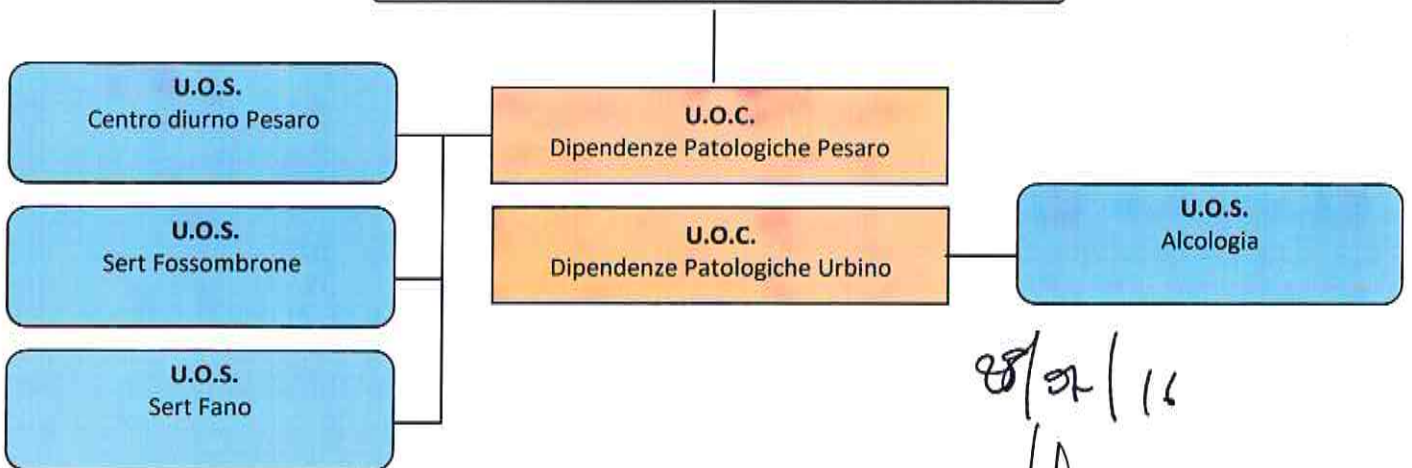 U.O.S.
Centro diurno Pesaro
U.O.C.
Dipendenze Patologiche Pesaro
U.O.S.
Sert Fossombrone
U.O.C.
Dipendenze Patologiche Urbino
U.O.S.
Alcologia
U.O.S.
Sert Fano